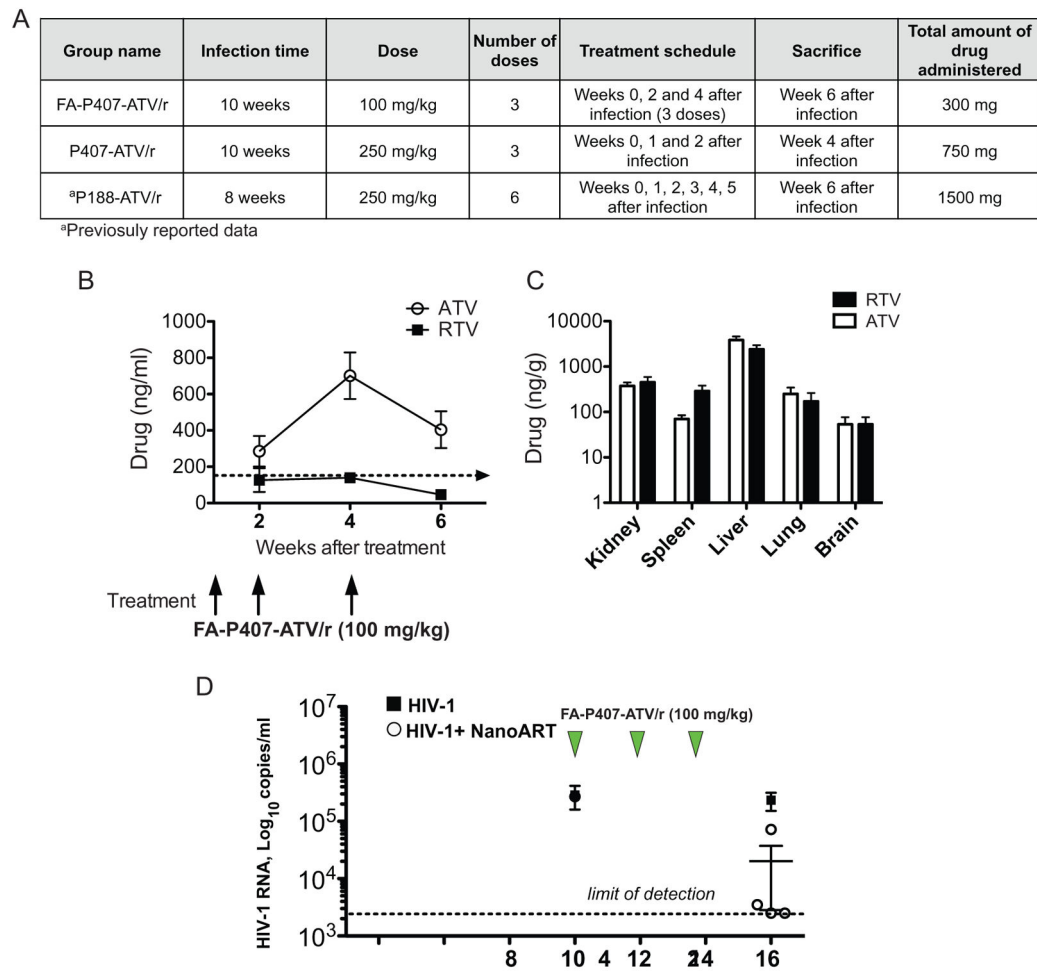 A
Group name Infection time Dose Number of doses Treatment schedule Sacrifice Total amount of drug administered
FA-P407-ATV/r 10 weeks 100 mg/kg 3 Weeks 0, 2 and 4 after infection (3 doses) Week 6 after infection 300 mg
P407-ATV/r 10 weeks 250 mg/kg 3 Weeks 0, 1 and 2 after infection Week 4 after infection 750 mg
aP188-ATV/r 8 weeks 250 mg/kg 6 Weeks 0, 1, 2, 3, 4, 5 after infection Week 6 after infection 1500 mg
aPrevisouly reported data
B
ATV
RTV
Drug (ng/ml)
1000
800
600
400
200
0
2 4 6
Weeks after treatment
Treatment
FA-P407-ATV/r (100 mg/kg)
C
RTV
ATV
Drug (ng/g)
10000
1000
100
10
1
Kidney Spleen Liver Lung Brain
D
HIV-1
HIV-1+ NanoART
FA-P407-ATV/r (100 mg/kg)
HIV-1 RNA, Log10 copies/ml
10^7
10^6
10^5
10^4
10^3
limit of detection
8 10 4 12 14 16